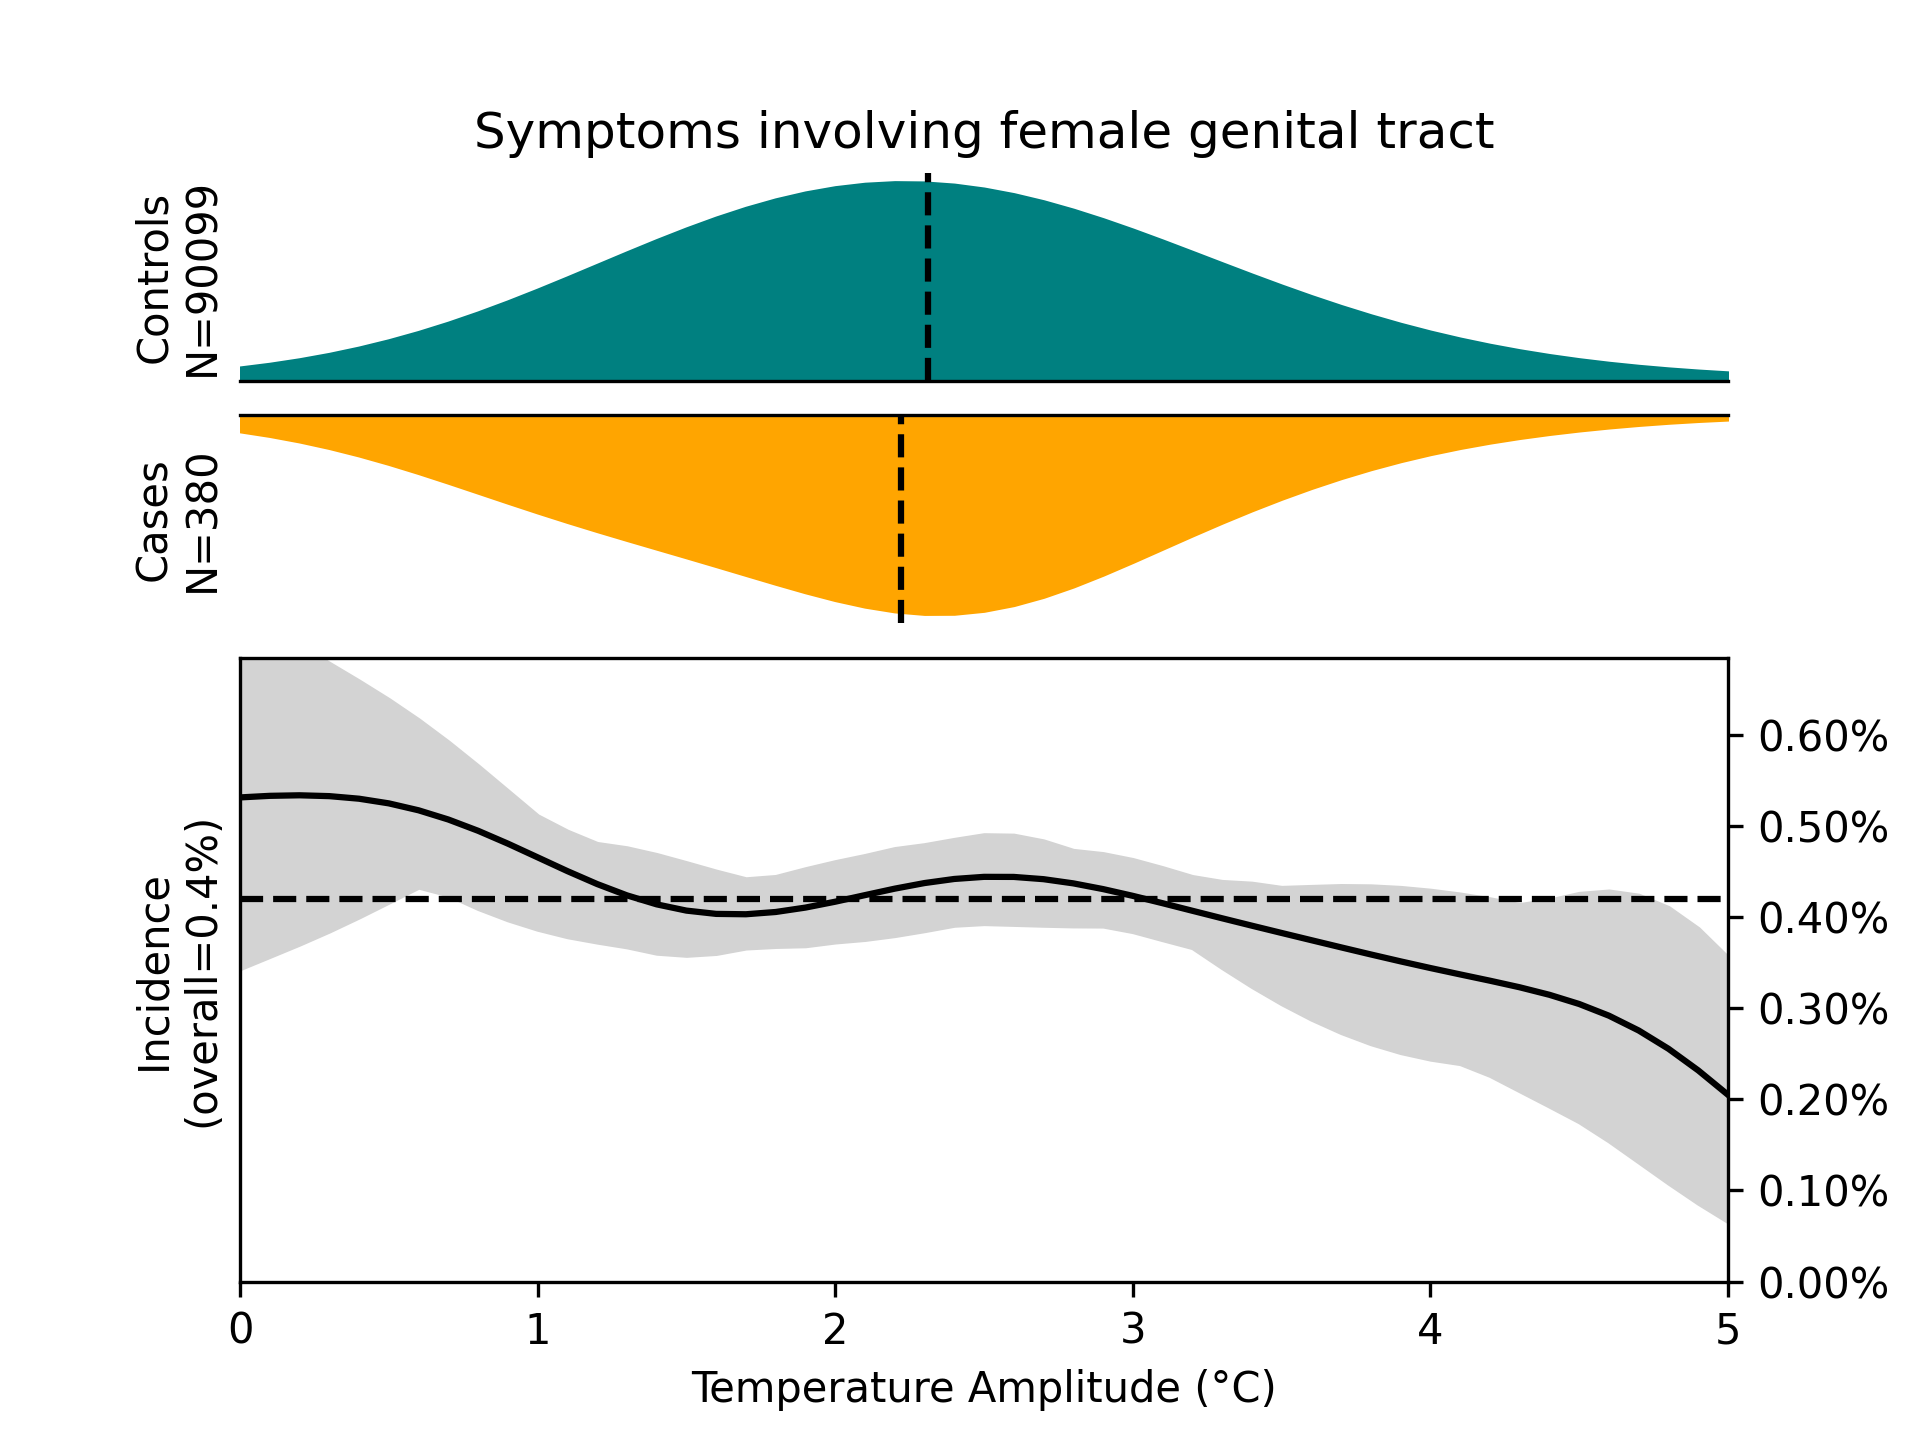 Symptoms involving female genital tract
Controls
N=90099
Cases
N=380
Incidence
(overall=0.4%)
0.60%
0.50%
0.40%
0.30%
0.20%
0.10%
0.00%
0 1 2 3 4 5
Temperature Amplitude (°C)